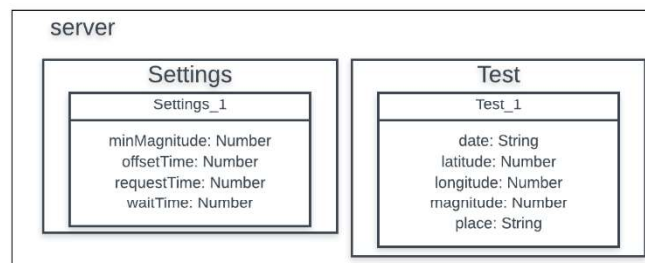 server
Settings
Settings_1
minMagnitude: Number
offsetTime: Number
requestTime: Number
waitTime: Number
Test
Test_1
date: String
latitude: Number
longitude: Number
magnitude: Number
place: String